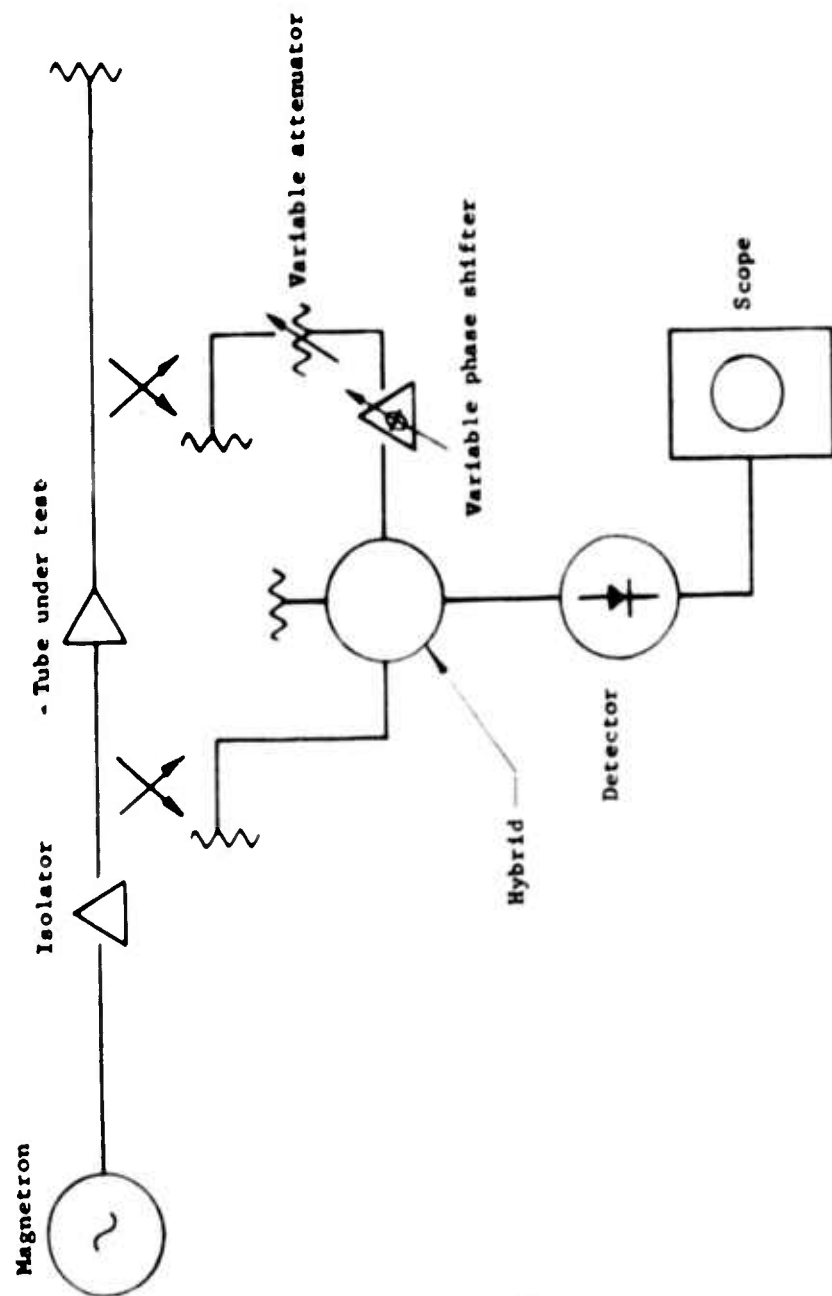 Magnetron
Isolator
- Tube under test
Variable attenuator
Variable phase shifter
Hybrid
Detector
Scope